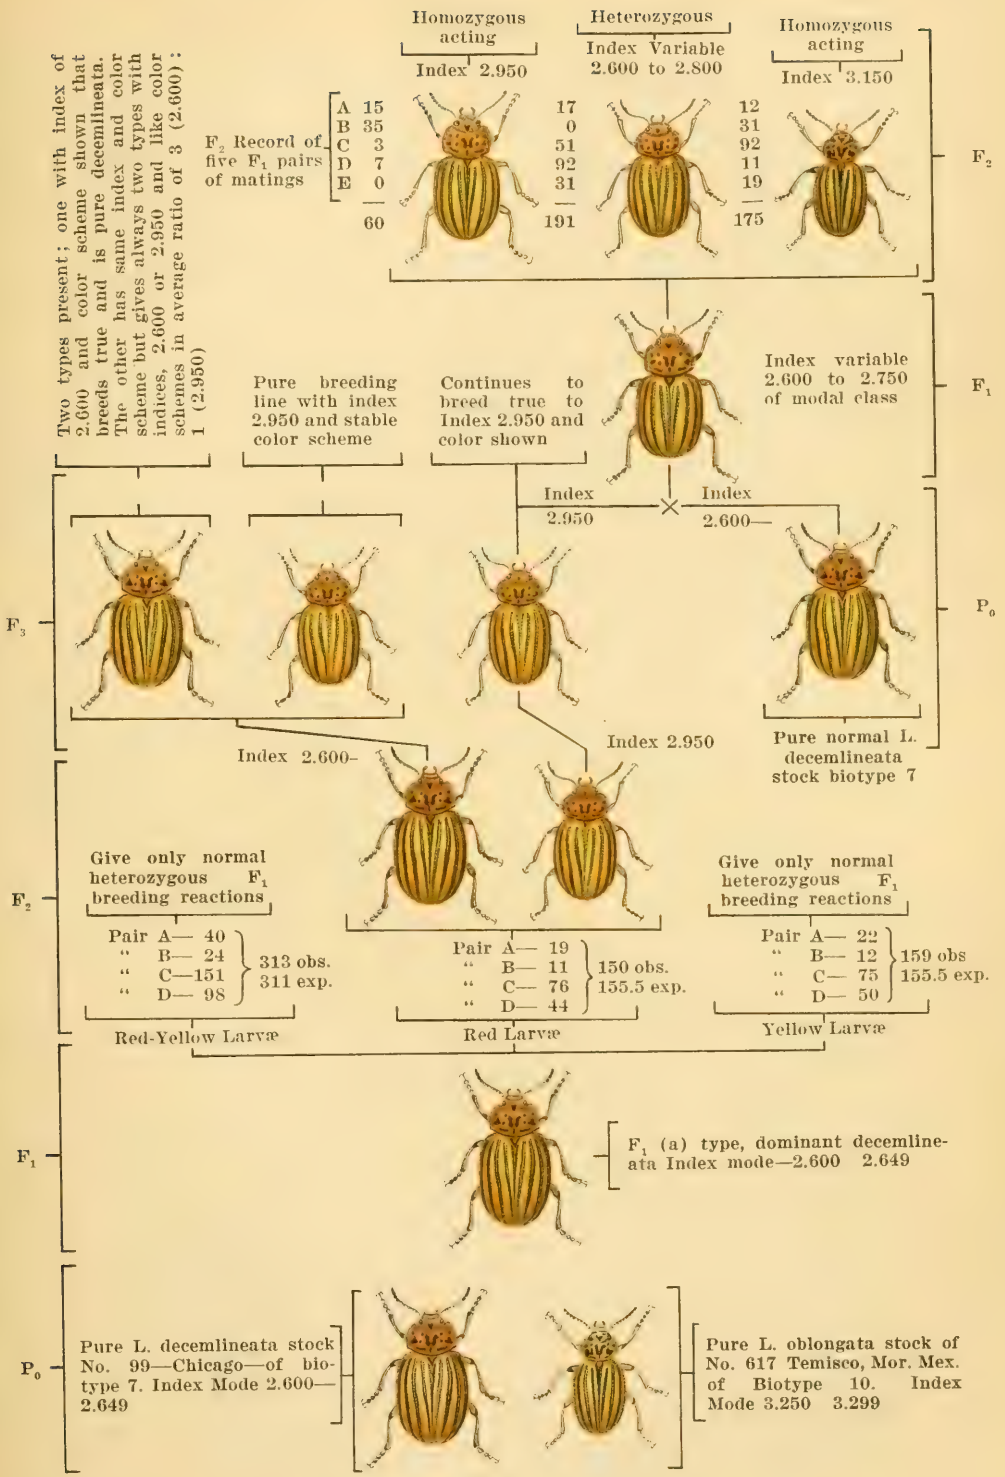 Homozygous
acting
Index 2.950
Heterozygous
Index Variable
2.600 to 2.800
Homozygous
acting
Index 3.150
F₂ Record of
five F₁ pairs
of matings
A 15 17 12
B 35 0 31
C 3 51 92
D 7 92 11
E 0 31 19
60 191 175
F₂
Two types present; one with index of
2.600 and color scheme shown that
breeds true and is pure decemlineata.
The other has same index and color
scheme but gives always two types with
indices, 2.600 or 2.950 and like color
schemes in average ratio of 3 (2.600) :
1 (2.950)
Pure breeding
line with index
2.950 and stable
color scheme
Continues to
breed true to
Index 2.950 and
color shown
Index variable
2.600 to 2.750
of modal class
F₁
Index
2.950
Index
2.600—
F₃
P₀
Pure normal L.
decemlineata
stock biotype 7
Index 2.600-
Index 2.950
F₂
Give only normal
heterozygous F₁
breeding reactions
Pair A— 40
“ B— 24
“ C—151
“ D— 98
313 obs.
311 exp.
Red-Yellow Larvæ
Pair A— 19
“ B— 11
“ C— 76
“ D— 44
150 obs.
155.5 exp.
Red Larvæ
Give only normal
heterozygous F₁
breeding reactions
Pair A— 22
“ B— 12
“ C— 75
“ D— 50
159 obs
155.5 exp.
Yellow Larvæ
F₁
F₁ (a) type, dominant decemline-
ata Index mode—2.600 2.649
P₀
Pure L. decemlineata stock
No. 99—Chicago—of bio-
type 7. Index Mode 2.600—
2.649
Pure L. oblongata stock of
No. 617 Temisco, Mor. Mex.
of Biotype 10. Index
Mode 3.250 3.299